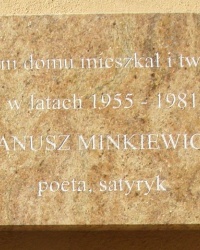 m domu mieszkał i tw
w latach 1955 - 1981
ANUSZ MINKIEWIC
poeta, satyryk